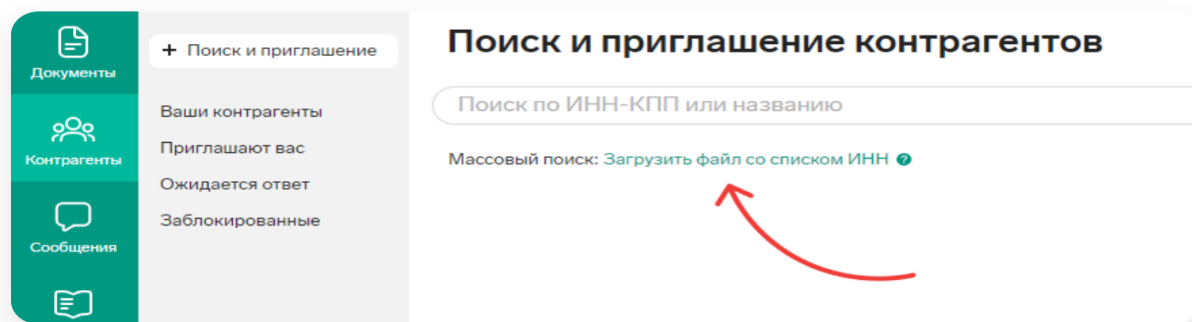 Документы
Контрагенты
Сообщения
+ Поиск и приглашение
Ваши контрагенты
Приглашают вас
Ожидается ответ
Заблокированные
Поиск и приглашение контрагентов
Поиск по ИНН-КПП или названию
Массовый поиск: Загрузить файл со списком ИНН ?